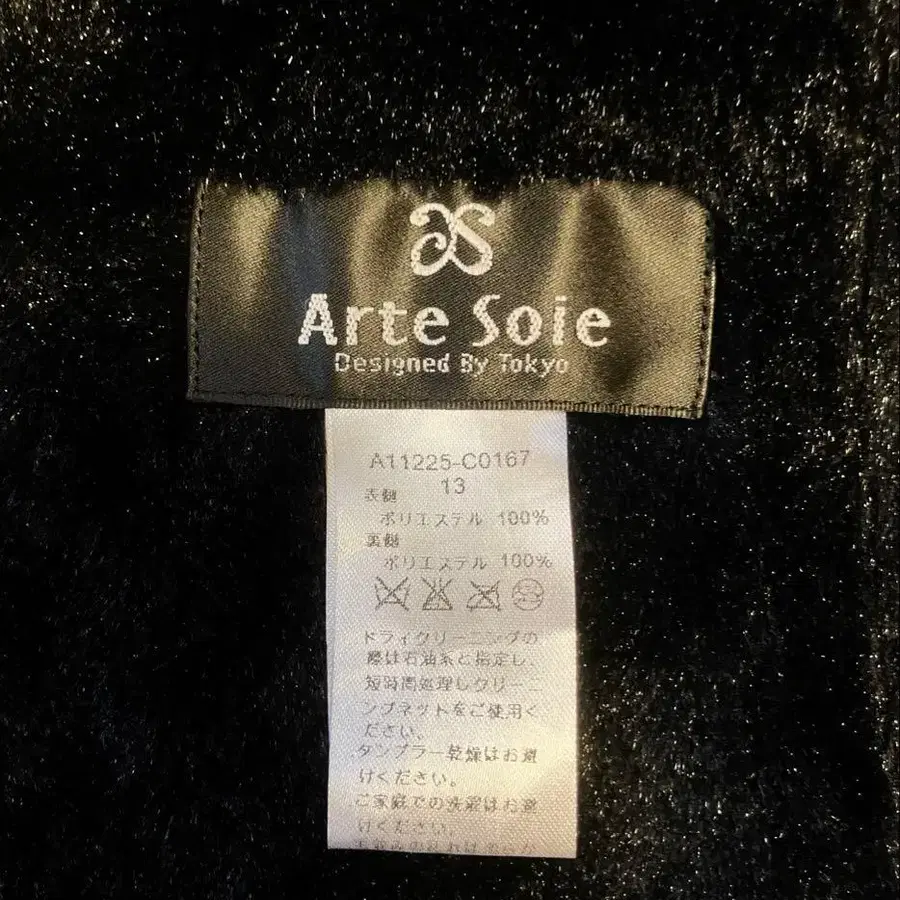 Arte Soie
Designed By Tokyo
A11225-C0167
13
表側
ポリエステル 100%
裏側
ポリエステル 100%
ドライクリーニングの
際は石油系と指定し、
短時間処理しクリーニ
ングネットをご使用く
ださい。
タンブラー乾燥はお避
けください。
ご家庭での洗濯はお避
けください。